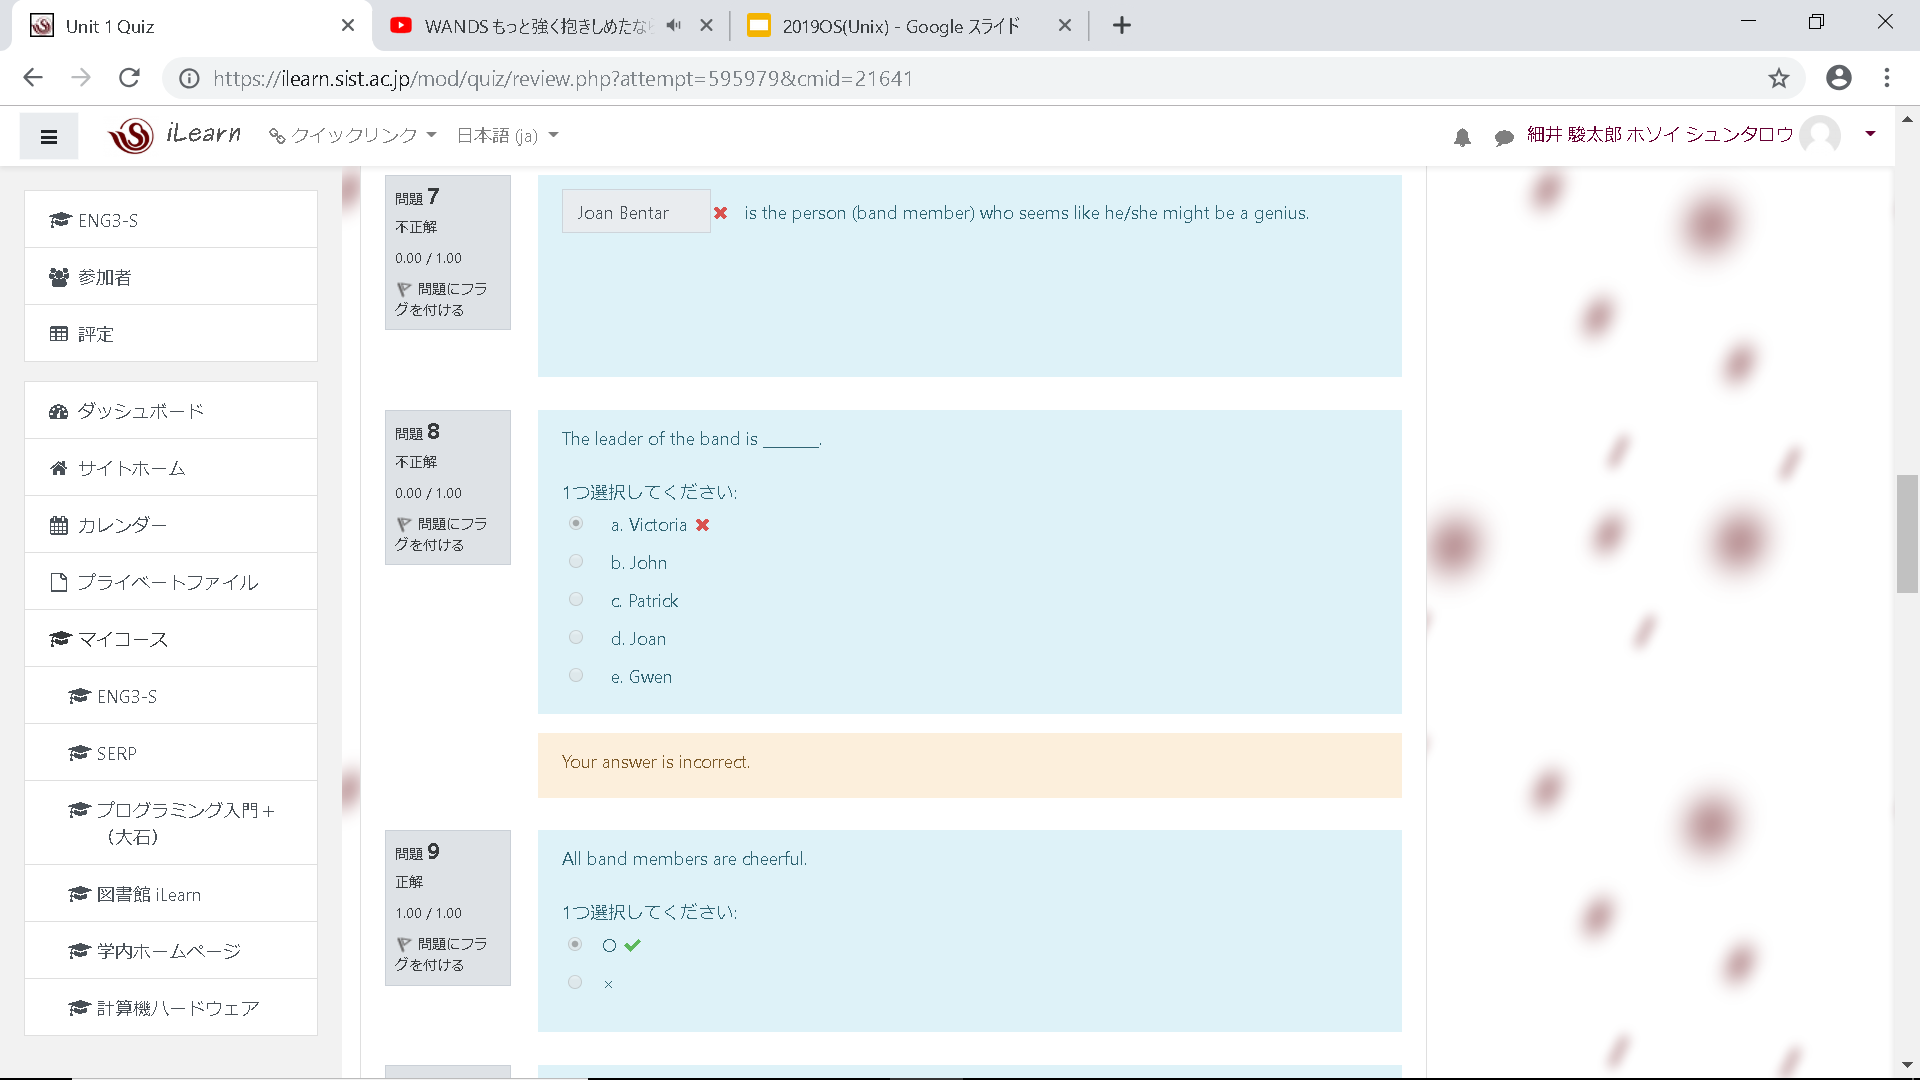 Unit 1 Quiz
WANDS もっと強く抱きしめたなら
2019OS(Unix) - Google スライド
https://ilearn.sist.ac.jp/mod/quiz/review.php?attempt=595979&cmid=21641
iLearn
クイックリンク
日本語 (ja)
細井 駿太郎 ホソイ シュンタロウ
ENG3-S
参加者
評定
ダッシュボード
サイトホーム
カレンダー
プライベートファイル
マイコース
ENG3-S
SERP
プログラミング入門+
(大石)
図書館 iLearn
学内ホームページ
計算機ハードウェア
問題 7
不正解
0.00 / 1.00
問題にフラ
グを付ける
Joan Bentar
is the person (band member) who seems like he/she might be a genius.
問題 8
不正解
0.00 / 1.00
問題にフラ
グを付ける
The leader of the band is ______.
1つ選択してください:
a. Victoria
b. John
c. Patrick
d. Joan
e. Gwen
Your answer is incorrect.
問題 9
正解
1.00 / 1.00
問題にフラ
グを付ける
All band members are cheerful.
1つ選択してください:
○
×